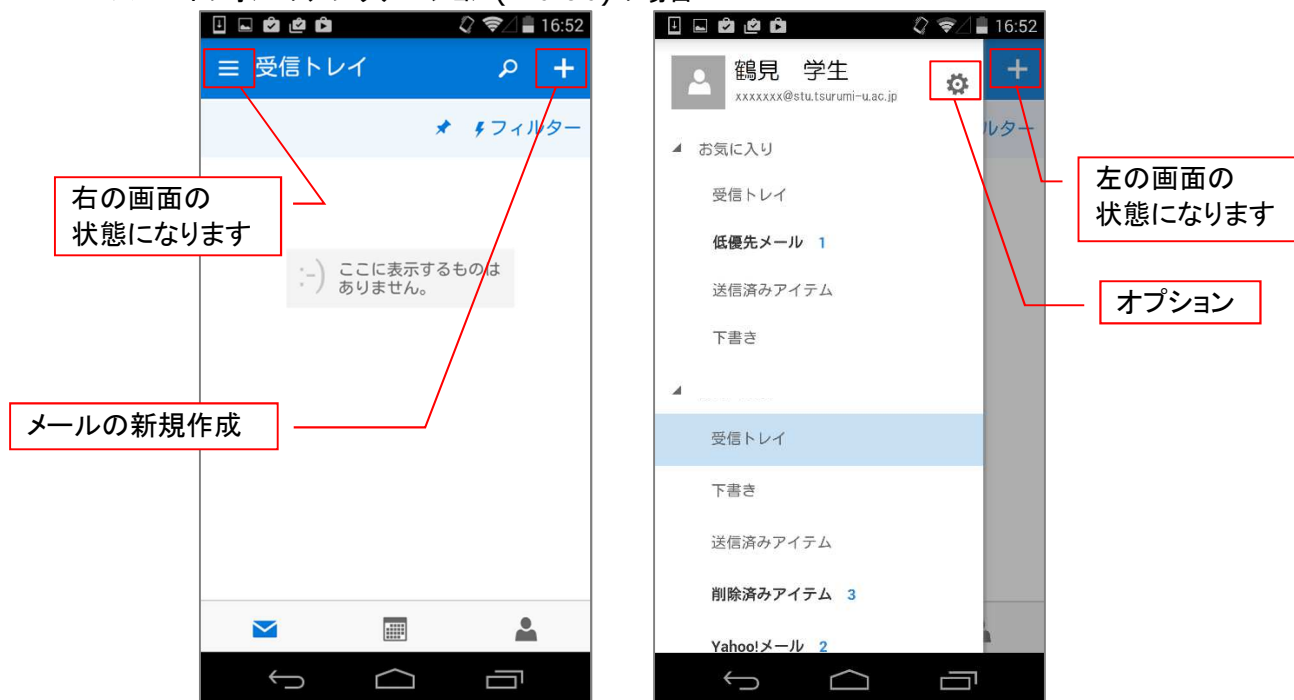 16:52
受信トレイ
フィルター
右の画面の
状態になります
:-) ここに表示するものは
ありません。
メールの新規作成
16:52
鶴見　学生
xxxxxxx@stu.tsurumi-u.ac.jp
ルター
お気に入り
受信トレイ
低優先メール 1
送信済みアイテム
下書き
受信トレイ
下書き
送信済みアイテム
削除済みアイテム 3
Yahoo!メール 2
左の画面の
状態になります
オプション